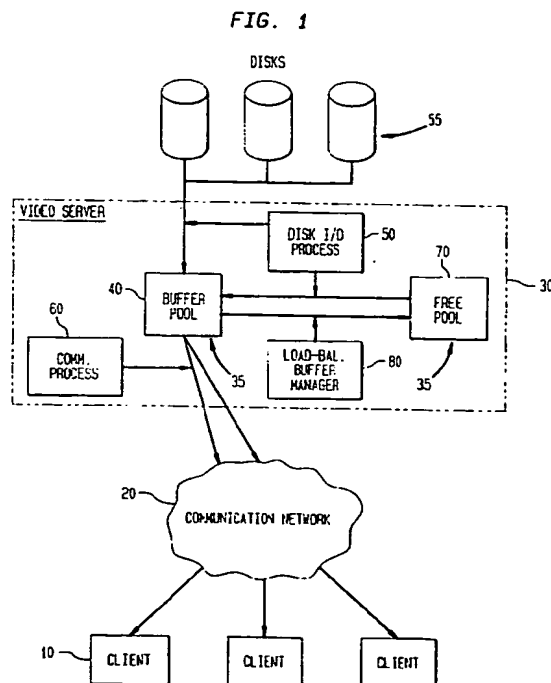 FIG. 1
DISKS
55
VIDEO SERVER
DISK I/O
PROCESS
50
70
40
BUFFER
POOL
FREE
POOL
30
60
COMM.
PROCESS
35
LOAD-BAL.
BUFFER
MANAGER
80
35
20
COMMUNICATION NETWORK
10
CLIENT
CLIENT
CLIENT